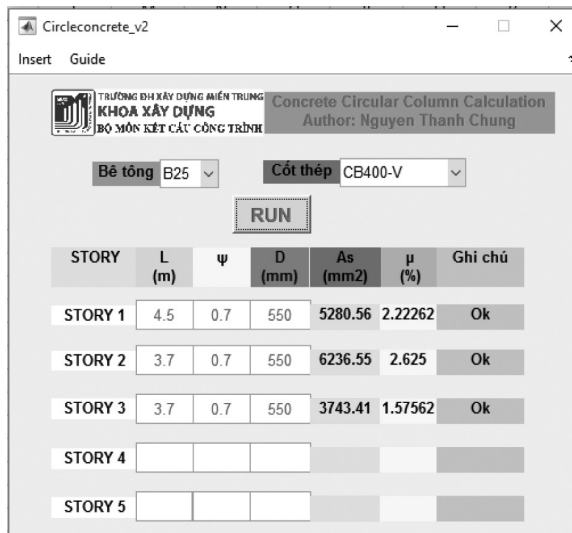 Circleconcrete_v2
Insert Guide
TRƯỜNG ĐH XÂY DỰNG MIỀN TRUNG
KHOA XÂY DỰNG
BỘ MÔN KẾT CẤU CÔNG TRÌNH
Concrete Circular Column Calculation
Author: Nguyen Thanh Chung
Bê tông B25 Cốt thép CB400-V
RUN
STORY L (m) ψ D (mm) As (mm2) μ (%) Ghi chú
STORY 1 4.5 0.7 550 5280.56 2.22262 Ok
STORY 2 3.7 0.7 550 6236.55 2.625 Ok
STORY 3 3.7 0.7 550 3743.41 1.57562 Ok
STORY 4
STORY 5